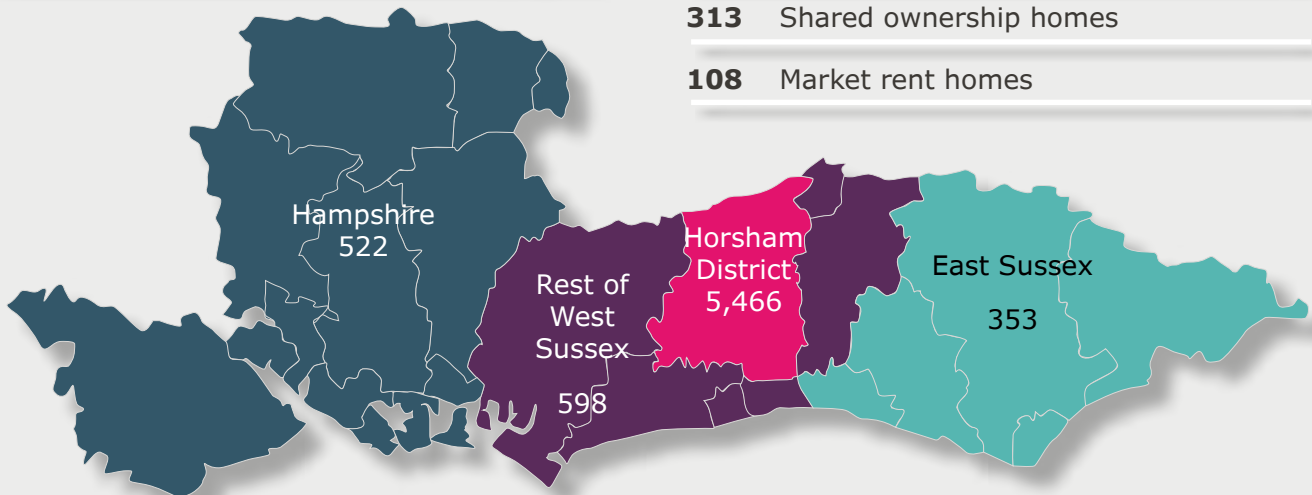 313 Shared ownership homes
108 Market rent homes
Hampshire
522
Rest of
West
Sussex
598
Horsham
District
5,466
East Sussex
353